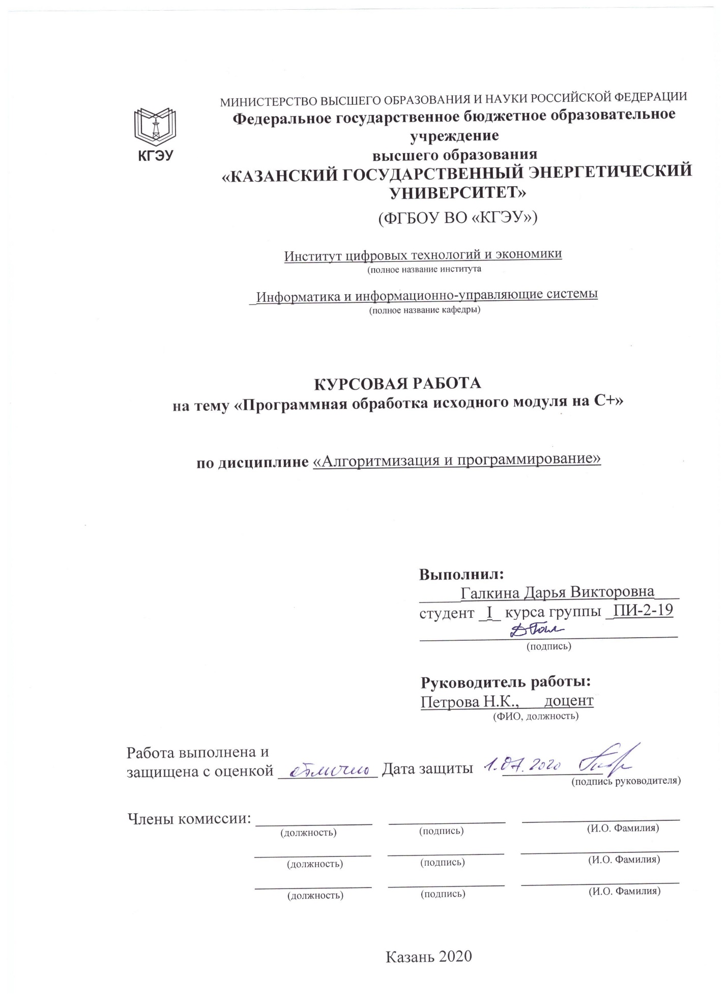 МИНИСТЕРСТВО ВЫСШЕГО ОБРАЗОВАНИЯ И НАУКИ РОССИЙСКОЙ ФЕДЕРАЦИИ
Федеральное государственное бюджетное образовательное
учреждение
КГЭУ
высшего образования
«КАЗАНСКИЙ ГОСУДАРСТВЕННЫЙ ЭНЕРГЕТИЧЕСКИЙ
УНИВЕРСИТЕТ»
(ФГБОУ ВО «КГЭУ»)
Институт цифровых технологий и экономики
(полное название института
Информатика и информационно-управляющие системы
(полное название кафедры)
КУРСОВАЯ РАБОТА
на тему «Программная обработка исходного модуля на С+»
по дисциплине «Алгоритмизация и программирование»
Выполнил:
Галкина Дарья Викторовна
студент _I_ курса группы _ПИ-2-19
(подпись)
Руководитель работы:
Петрова Н.К., доцент
(ФИО, должность)
Работа выполнена и
защищена с оценкой отлично Дата защиты 1.07.2020
(подпись руководителя)
Члены комиссии:
(должность) (подпись) (И.О. Фамилия)
(должность) (подпись) (И.О. Фамилия)
(должность) (подпись) (И.О. Фамилия)
Казань 2020